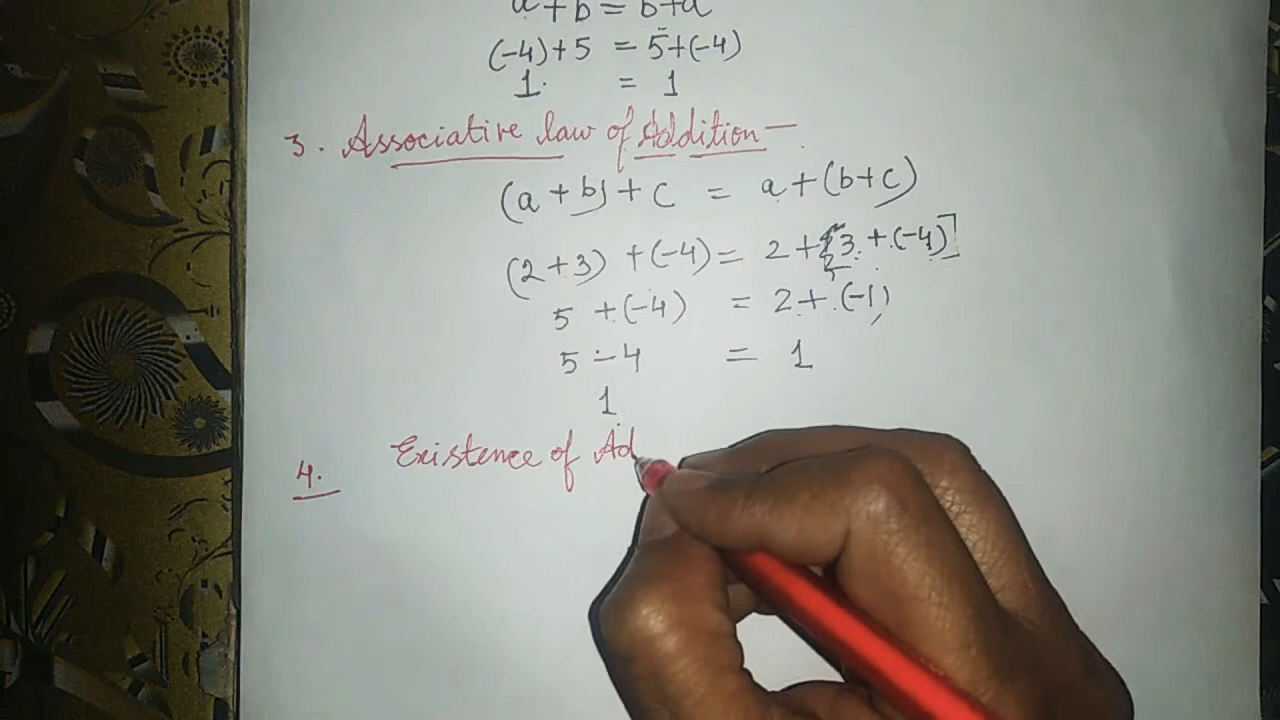 a+b = b+a
(-4)+5 = 5+(-4)
1 = 1
3. Associative law of Addition —
(a+b)+c = a+(b+c)
(2+3) +(-4) = 2+[3 +(-4)]
5 +(-4) = 2+(-1)
5-4 = 1
1
4. Existence of Ad